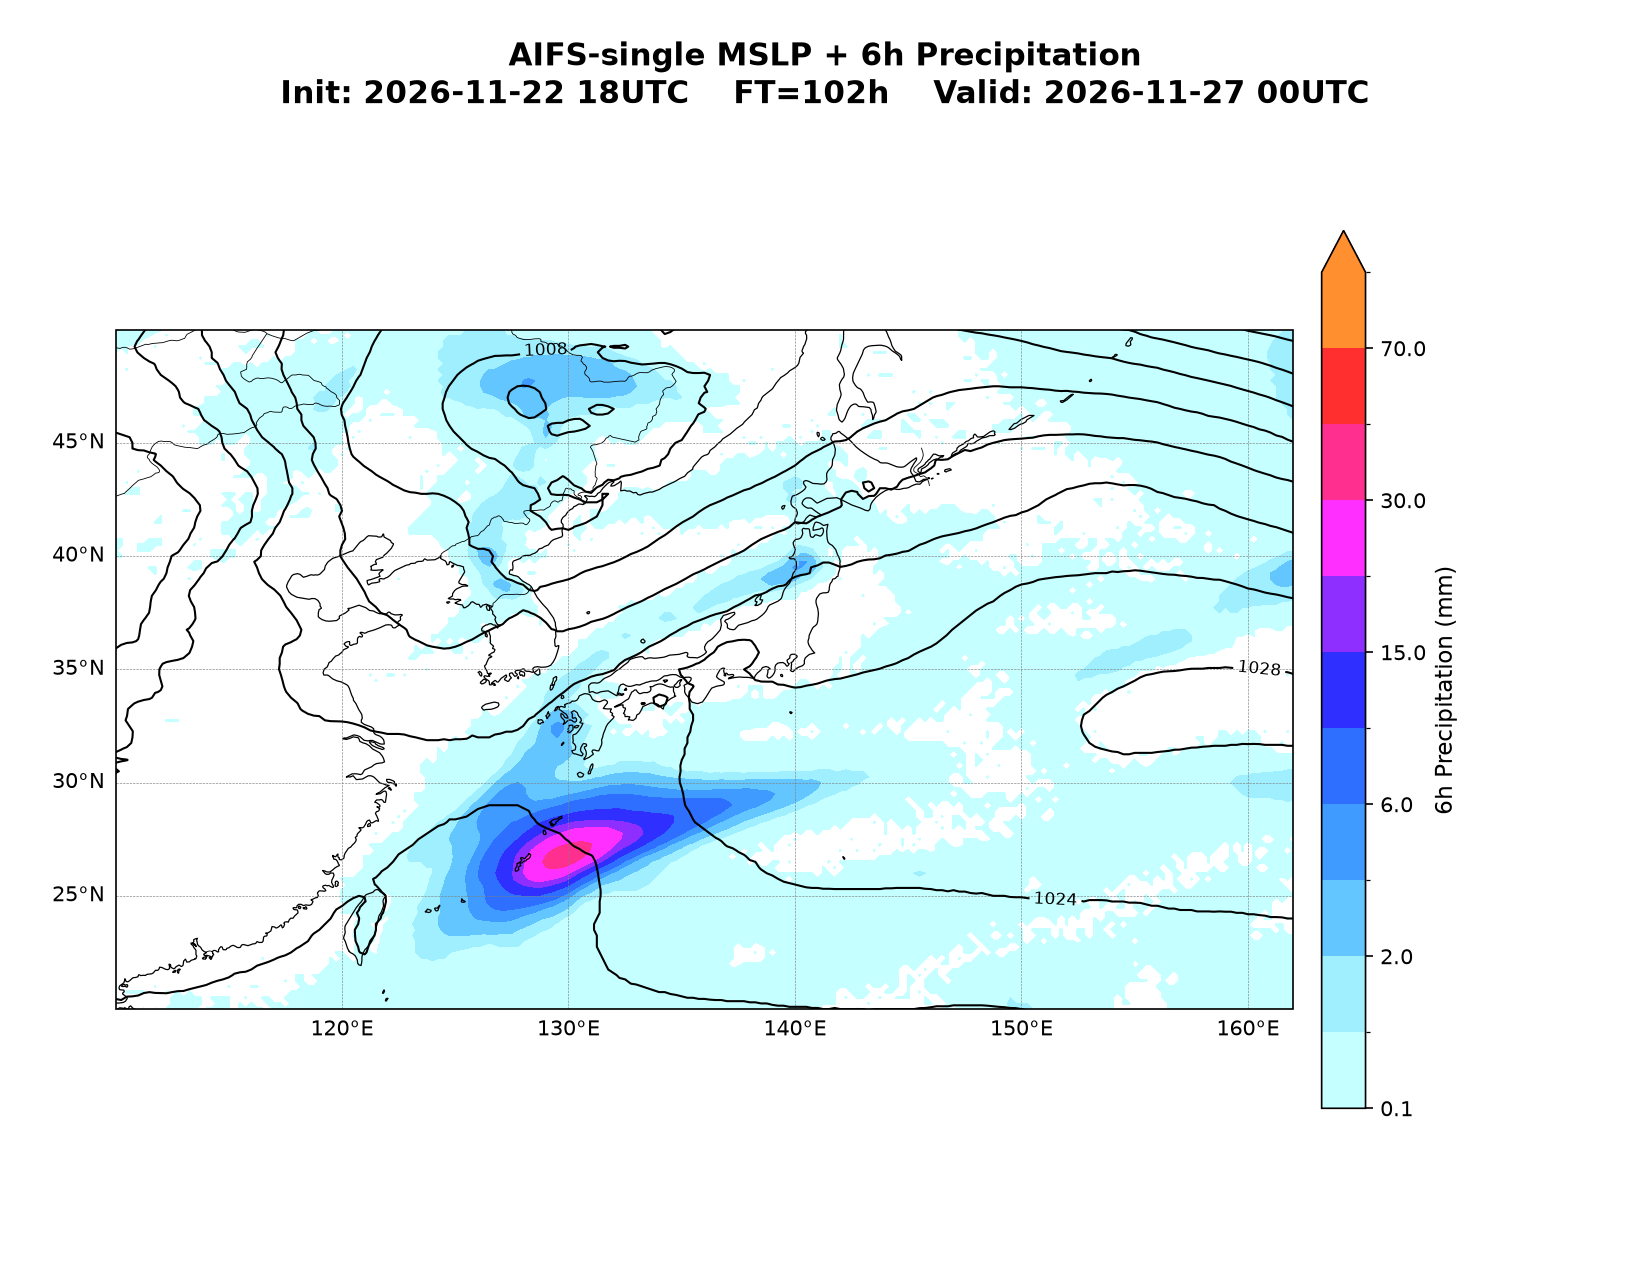 AIFS-single MSLP + 6h Precipitation
Init: 2026-11-22 18UTC    FT=102h    Valid: 2026-11-27 00UTC
1008
70.0
45°N
30.0
40°N
35°N
1028
15.0
30°N
6.0
6h Precipitation (mm)
25°N
1024
2.0
120°E
130°E
140°E
150°E
160°E
0.1